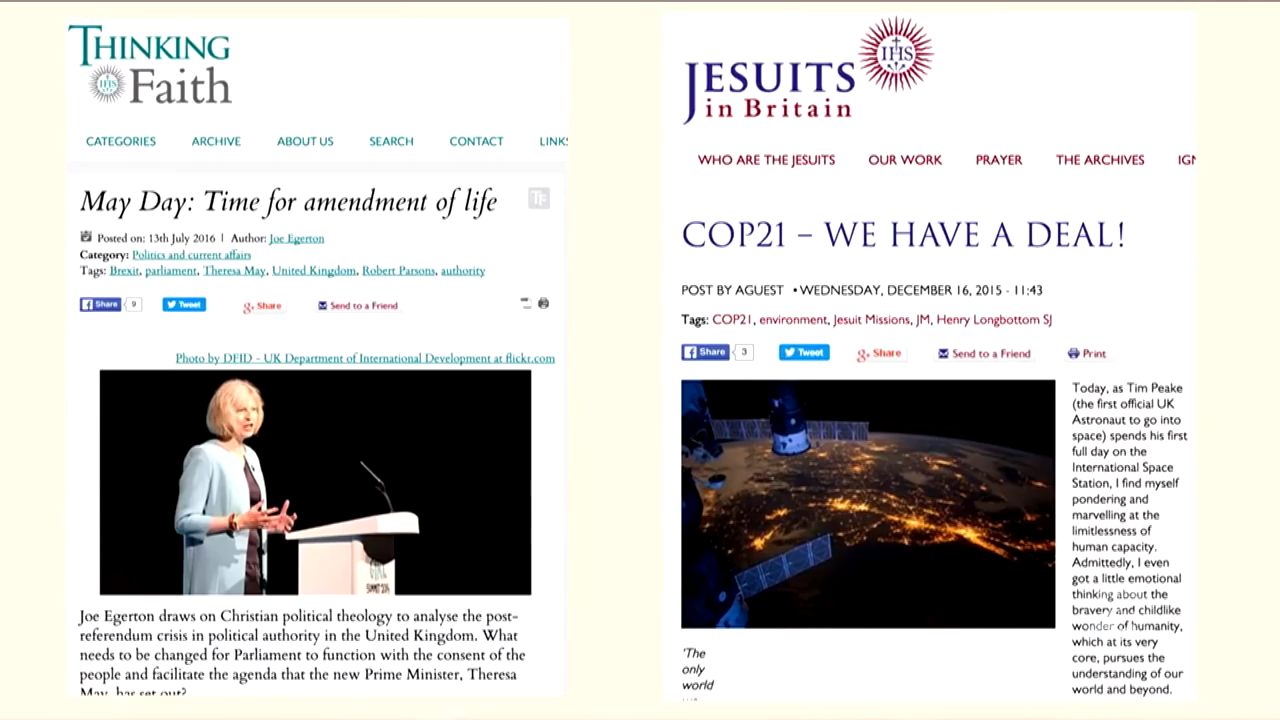 THINKING
IHS
Faith
CATEGORIES ARCHIVE ABOUT US SEARCH CONTACT LINKS
May Day: Time for amendment of life
TF
Posted on: 13th July 2016 | Author: Joe Egerton
Category: Politics and current affairs
Tags: Brexit, parliament, Theresa May, United Kingdom, Robert Parsons, authority
Share 9 Tweet Share Send to a Friend
Photo by DFID - UK Department of International Development at flickr.com
SUMMIT
Joe Egerton draws on Christian political theology to analyse the post-
referendum crisis in political authority in the United Kingdom. What
needs to be changed for Parliament to function with the consent of the
people and facilitate the agenda that the new Prime Minister, Theresa
May, has set out?
IHS
JESUITS
in Britain
WHO ARE THE JESUITS OUR WORK PRAYER THE ARCHIVES IGN
COP21 – WE HAVE A DEAL!
POST BY AGUEST • WEDNESDAY, DECEMBER 16, 2015 - 11:43
Tags: COP21, environment, Jesuit Missions, JM, Henry Longbottom SJ
Share 3 Tweet Share Send to a Friend Print
Today, as Tim Peake
(the first official UK
Astronaut to go into
space) spends his first
full day on the
International Space
Station, I find myself
pondering and
marvelling at the
limitlessness of
human capacity.
Admittedly, I even
got a little emotional
thinking about the
bravery and childlike
wonder of humanity,
which at its very
core, pursues the
understanding of our
world and beyond.
'The
only
world